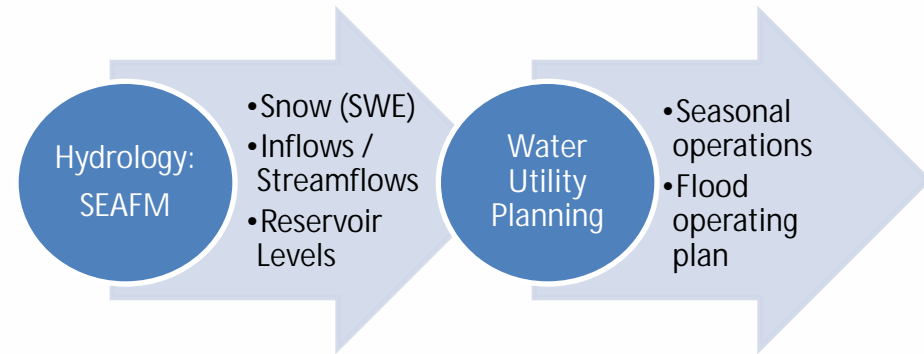 Hydrology:
SEAFM
•Snow (SWE)
•Inflows /
Streamflows
•Reservoir
Levels
Water
Utility
Planning
•Seasonal
operations
•Flood
operating
plan